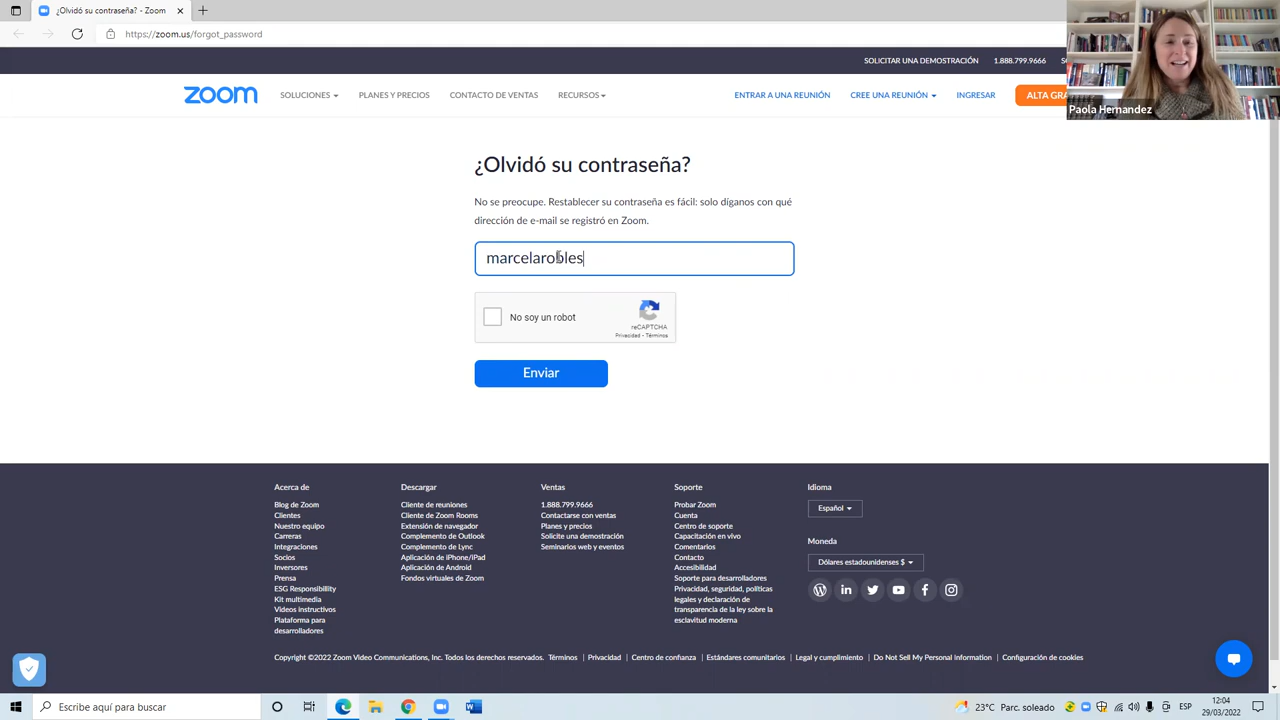 ¿Olvidó su contraseña? - Zoom
https://zoom.us/forgot_password
SOLICITAR UNA DEMOSTRACIÓN
1.888.799.9666
zoom
SOLUCIONES
PLANES Y PRECIOS
CONTACTO DE VENTAS
RECURSOS
ENTRAR A UNA REUNIÓN
CREE UNA REUNIÓN
INGRESAR
ALTA GRA
Paola Hernandez
¿Olvidó su contraseña?
No se preocupe. Restablecer su contraseña es fácil: solo díganos con qué
dirección de e-mail se registró en Zoom.
marcelarobles
No soy un robot
reCAPTCHA
Privacidad - Términos
Enviar
Acerca de
Blog de Zoom
Clientes
Nuestro equipo
Carreras
Integraciones
Socios
Inversores
Prensa
ESG Responsibillity
Kit multimedia
Videos instructivos
Plataforma para
desarrolladores
Descargar
Cliente de reuniones
Cliente de Zoom Rooms
Extensión de navegador
Complemento de Outlook
Complemento de Lync
Aplicación de iPhone/iPad
Aplicación de Android
Fondos virtuales de Zoom
Ventas
1.888.799.9666
Contactarse con ventas
Planes y precios
Solicite una demostración
Seminarios web y eventos
Soporte
Probar Zoom
Cuenta
Centro de soporte
Capacitación en vivo
Comentarios
Contacto
Accesibilidad
Soporte para desarrolladores
Privacidad, seguridad, políticas
legales y declaración de
transparencia de la ley sobre la
esclavitud moderna
Idioma
Español
Moneda
Dólares estadounidenses $
Copyright ©2022 Zoom Video Communications, Inc. Todos los derechos reservados. Términos | Privacidad | Centro de confianza | Estándares comunitarios | Legal y cumplimiento | Do Not Sell My Personal Information | Configuración de cookies
Escribe aquí para buscar
23°C Parc. soleado
ESP
12:04
29/03/2022